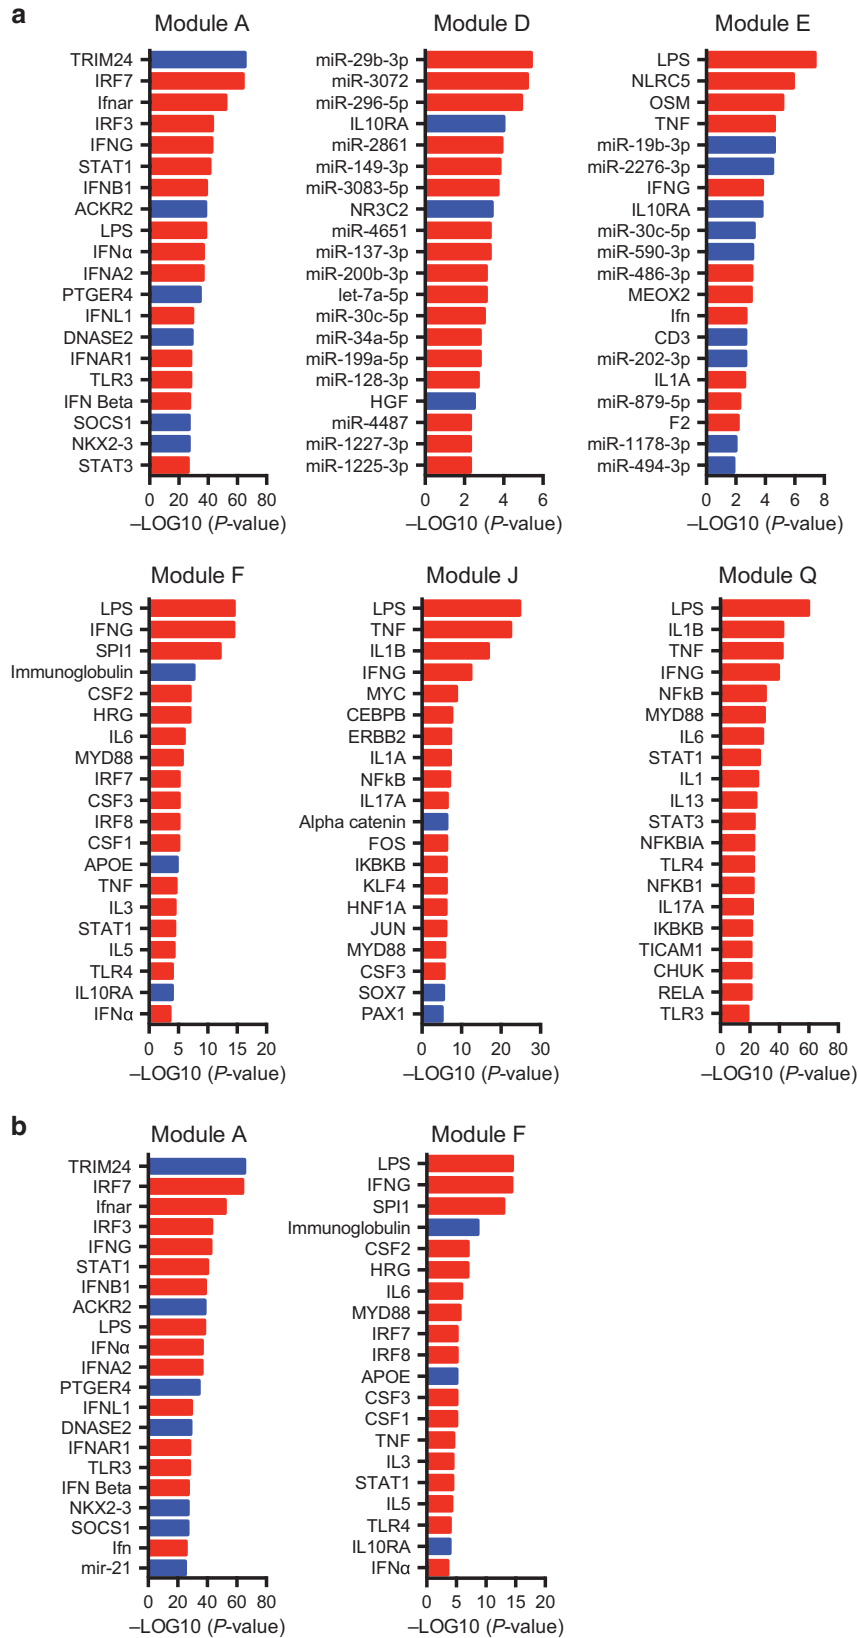 a
Module A
TRIM24
IRF7
Ifnar
IRF3
IFNG
STAT1
IFNB1
ACKR2
LPS
IFNα
IFNA2
PTGER4
IFNL1
DNASE2
IFNAR1
TLR3
IFN Beta
SOCS1
NKX2-3
STAT3
0 20 40 60 80
–LOG10 (P-value)
Module D
miR-29b-3p
miR-3072
miR-296-5p
IL10RA
miR-2861
miR-149-3p
miR-3083-5p
NR3C2
miR-4651
miR-137-3p
miR-200b-3p
let-7a-5p
miR-30c-5p
miR-34a-5p
miR-199a-5p
miR-128-3p
HGF
miR-4487
miR-1227-3p
miR-1225-3p
0 2 4 6
–LOG10 (P-value)
Module E
LPS
NLRC5
OSM
TNF
miR-19b-3p
miR-2276-3p
IFNG
IL10RA
miR-30c-5p
miR-590-3p
miR-486-3p
MEOX2
Ifn
CD3
miR-202-3p
IL1A
miR-879-5p
F2
miR-1178-3p
miR-494-3p
0 2 4 6 8
–LOG10 (P-value)
Module F
LPS
IFNG
SPI1
Immunoglobulin
CSF2
HRG
IL6
MYD88
IRF7
CSF3
IRF8
CSF1
APOE
TNF
IL3
STAT1
IL5
TLR4
IL10RA
IFNα
0 5 10 15 20
–LOG10 (P-value)
Module J
LPS
TNF
IL1B
IFNG
MYC
CEBPB
ERBB2
IL1A
NFkB
IL17A
Alpha catenin
FOS
IKBKB
KLF4
HNF1A
JUN
MYD88
CSF3
SOX7
PAX1
0 10 20 30
–LOG10 (P-value)
Module Q
LPS
IL1B
TNF
IFNG
NFkB
MYD88
IL6
STAT1
IL1
IL13
STAT3
NFKBIA
TLR4
NFKB1
IL17A
IKBKB
TICAM1
CHUK
RELA
TLR3
0 20 40 60 80
–LOG10 (P-value)
b
Module A
TRIM24
IRF7
Ifnar
IRF3
IFNG
STAT1
IFNB1
ACKR2
LPS
IFNα
IFNA2
PTGER4
IFNL1
DNASE2
IFNAR1
TLR3
IFN Beta
NKX2-3
SOCS1
Ifn
mir-21
0 20 40 60 80
–LOG10 (P-value)
Module F
LPS
IFNG
SPI1
Immunoglobulin
CSF2
HRG
IL6
MYD88
IRF7
IRF8
APOE
CSF3
CSF1
TNF
IL3
STAT1
IL5
TLR4
IL10RA
IFNα
0 5 10 15 20
–LOG10 (P-value)